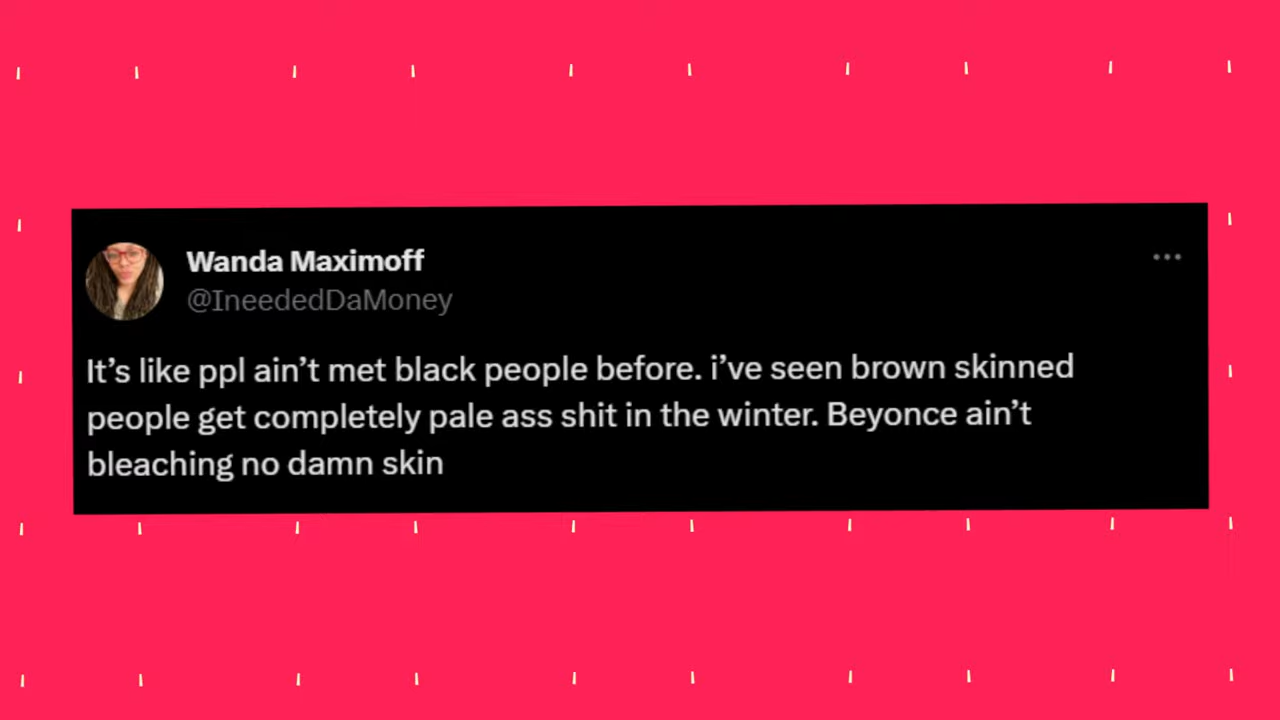 Wanda Maximoff
@IneededDaMoney
It’s like ppl ain’t met black people before. i’ve seen brown skinned
people get completely pale ass shit in the winter. Beyonce ain’t
bleaching no damn skin